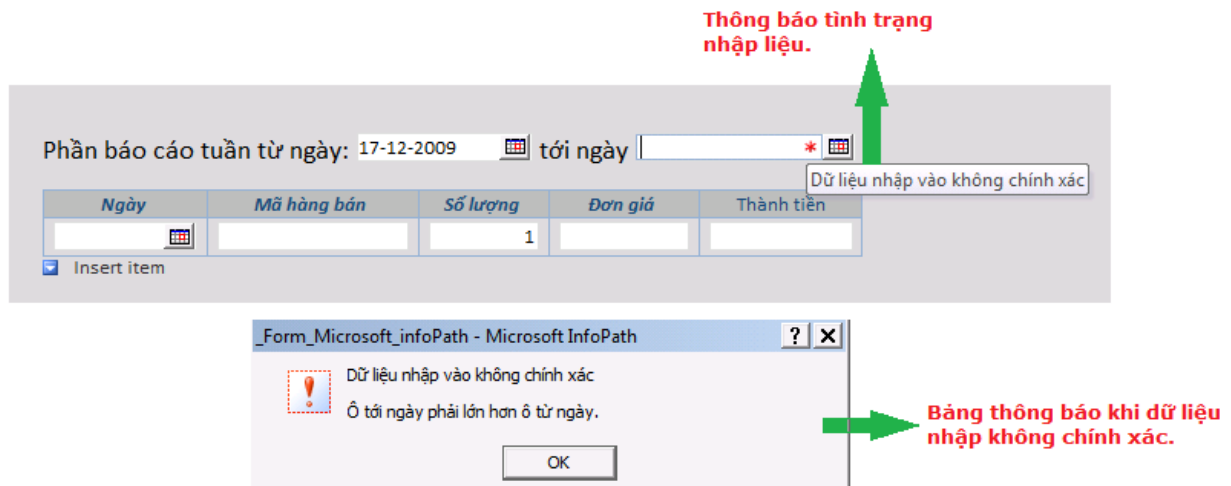 Thông báo tình trạng
nhập liệu.
Phần báo cáo tuần từ ngày: 17-12-2009 tới ngày *
Dữ liệu nhập vào không chính xác
Ngày Mã hàng bán Số lượng Đơn giá Thành tiền
1
Insert item
_Form_Microsoft_infoPath - Microsoft InfoPath
Dữ liệu nhập vào không chính xác
Ô tới ngày phải lớn hơn ô từ ngày.
OK
Bảng thông báo khi dữ liệu
nhập không chính xác.